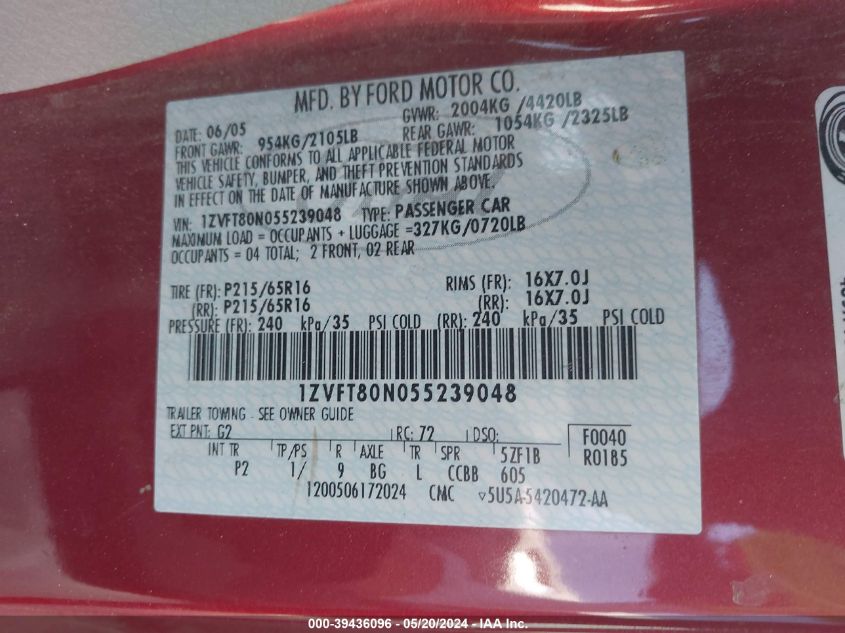 MFD. BY FORD MOTOR CO.
DATE: 06/05 GVWR: 2004KG /4420LB
FRONT GAWR: 954KG/2105LB REAR GAWR: 1054KG /2325LB
THIS VEHICLE CONFORMS TO ALL APPLICABLE FEDERAL MOTOR
VEHICLE SAFETY, BUMPER, AND THEFT PREVENTION STANDARDS
IN EFFECT ON THE DATE OF MANUFACTURE SHOWN ABOVE.
VIN: 1ZVFT80N055239048 TYPE: PASSENGER CAR
MAXIMUM LOAD = OCCUPANTS + LUGGAGE =327KG/0720LB
OCCUPANTS = 04 TOTAL; 2 FRONT, 02 REAR
TIRE (FR): P215/65R16 RIMS (FR): 16X7.0J
(RR): P215/65R16 (RR): 16X7.0J
PRESSURE (FR): 240 kPa/35 PSI COLD (RR): 240 kPa/35 PSI COLD
1ZVFT80N055239048
TRAILER TOWING - SEE OWNER GUIDE
EXT PNT: G2 RC: 72 DSO: F0040
INT TR TP/PS R AXLE TR SPR 5ZF1B R0185
P2 1/ 9 BG L CCBB 605
1200506172024 CMC ▿5U5A-5420472-AA
000-39436096 - 05/20/2024 - IAA Inc.